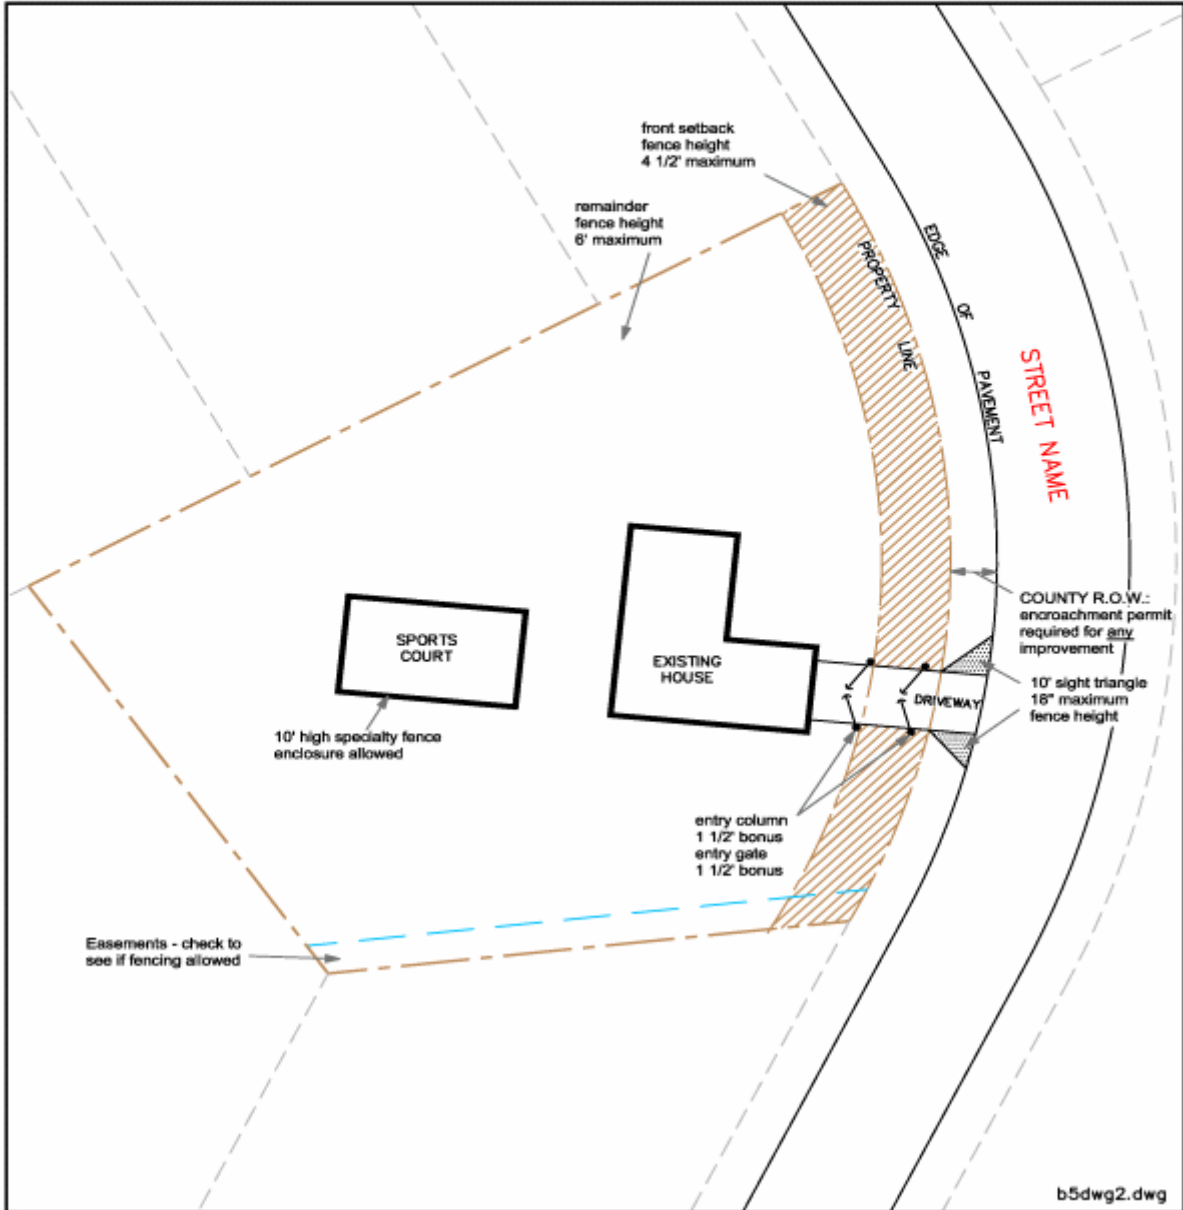 front setback
fence height
4 1/2' maximum
remainder
fence height
6' maximum
EDGE OF PAVEMENT
PROPERTY LINE
STREET NAME
COUNTY R.O.W.:
encroachment permit
required for any
improvement
SPORTS
COURT
EXISTING
HOUSE
DRIVEWAY
10' sight triangle
18" maximum
fence height
10' high specialty fence
enclosure allowed
entry column
1 1/2' bonus
entry gate
1 1/2' bonus
Easements - check to
see if fencing allowed
b5dwg2.dwg